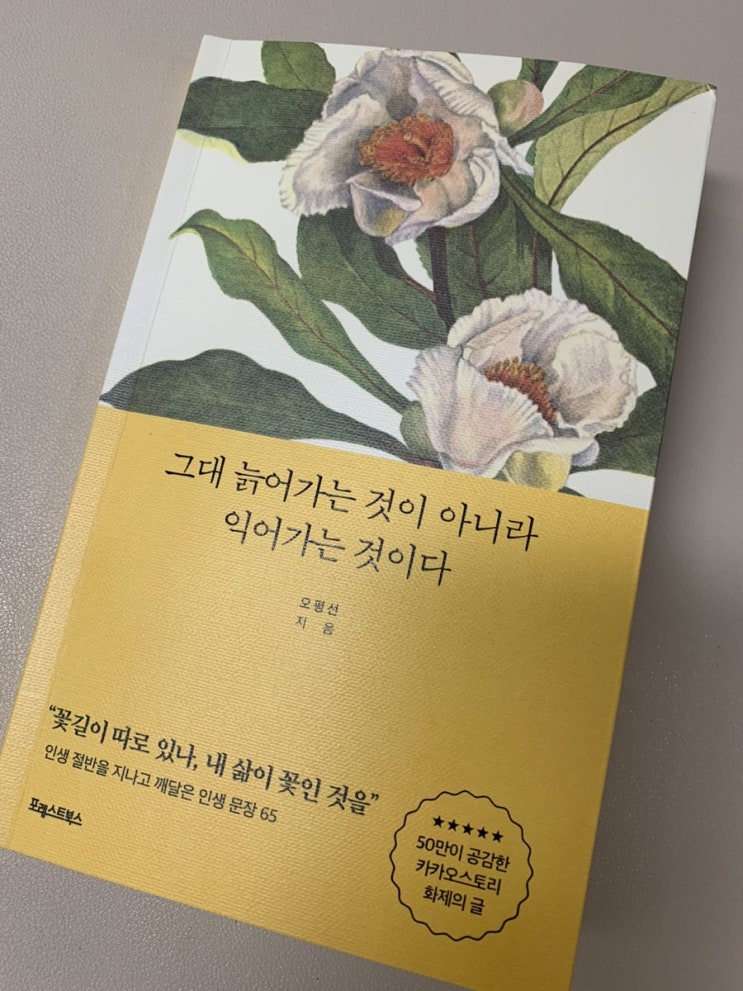 그대 늙어가는 것이 아니라
익어가는 것이다
오평선
지음
“꽃길이 따로 있나, 내 삶이 꽃인 것을”
인생 절반을 지나고 깨달은 인생 문장 65
포레스트북스
★★★★★
50만이 공감한
카카오스토리
화제의 글